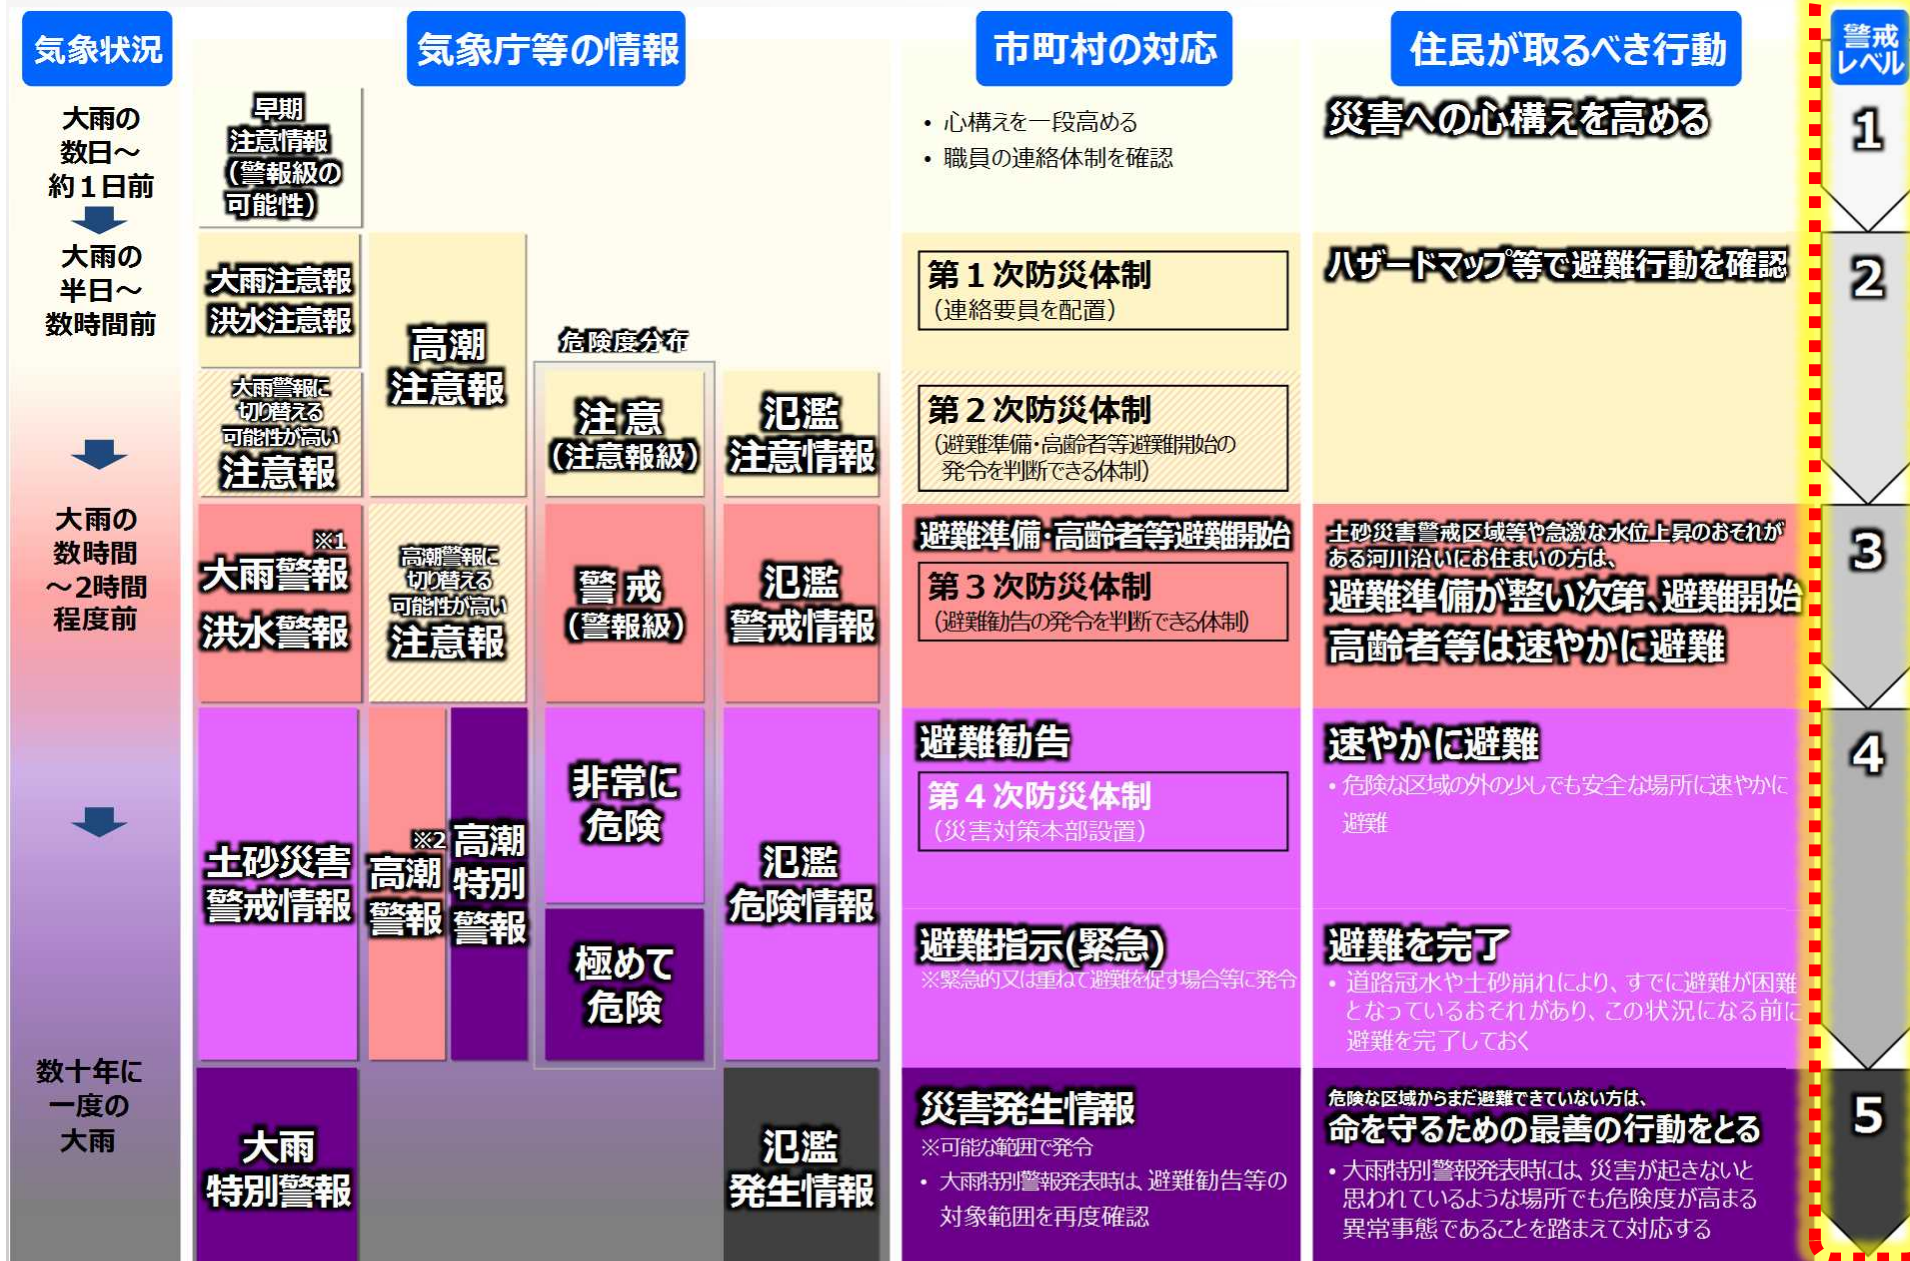 気象状況
気象庁等の情報
市町村の対応
住民が取るべき行動
警戒
レベル
大雨の
数日～
約１日前
早期
注意情報
（警報級の
可能性）
• 心構えを一段高める
• 職員の連絡体制を確認
災害への心構えを高める
1
大雨の
半日～
数時間前
大雨注意報
洪水注意報
高潮
注意報
危険度分布
第１次防災体制
（連絡要員を配置）
ハザードマップ等で避難行動を確認
2
大雨警報に
切り替える
可能性が高い
注意報
注意
（注意報級）
氾濫
注意情報
第２次防災体制
（避難準備・高齢者等避難開始の
発令を判断できる体制）
大雨の
数時間
～2時間
程度前
※1
大雨警報
洪水警報
高潮警報に
切り替える
可能性が高い
注意報
警戒
（警報級）
氾濫
警戒情報
避難準備・高齢者等避難開始
第３次防災体制
（避難勧告の発令を判断できる体制）
土砂災害警戒区域等や急激な水位上昇のおそれが
ある河川沿いにお住まいの方は、
避難準備が整い次第、避難開始
高齢者等は速やかに避難
3
土砂災害
警戒情報
※2
高潮
警報
高潮
特別
警報
非常に
危険
極めて
危険
氾濫
危険情報
避難勧告
第４次防災体制
（災害対策本部設置）
速やかに避難
• 危険な区域の外の少しでも安全な場所に速やかに
避難
4
避難指示(緊急)
※緊急的又は重ねて避難を促す場合等に発令
避難を完了
• 道路冠水や土砂崩れにより、すでに避難が困難
となっているおそれがあり、この状況になる前に
避難を完了しておく
数十年に
一度の
大雨
大雨
特別警報
氾濫
発生情報
災害発生情報
※可能な範囲で発令
• 大雨特別警報発表時は、避難勧告等の
対象範囲を再度確認
危険な区域からまだ避難できていない方は、
命を守るための最善の行動をとる
• 大雨特別警報発表時には、災害が起きないと
思われているような場所でも危険度が高まる
異常事態であることを踏まえて対応する
5